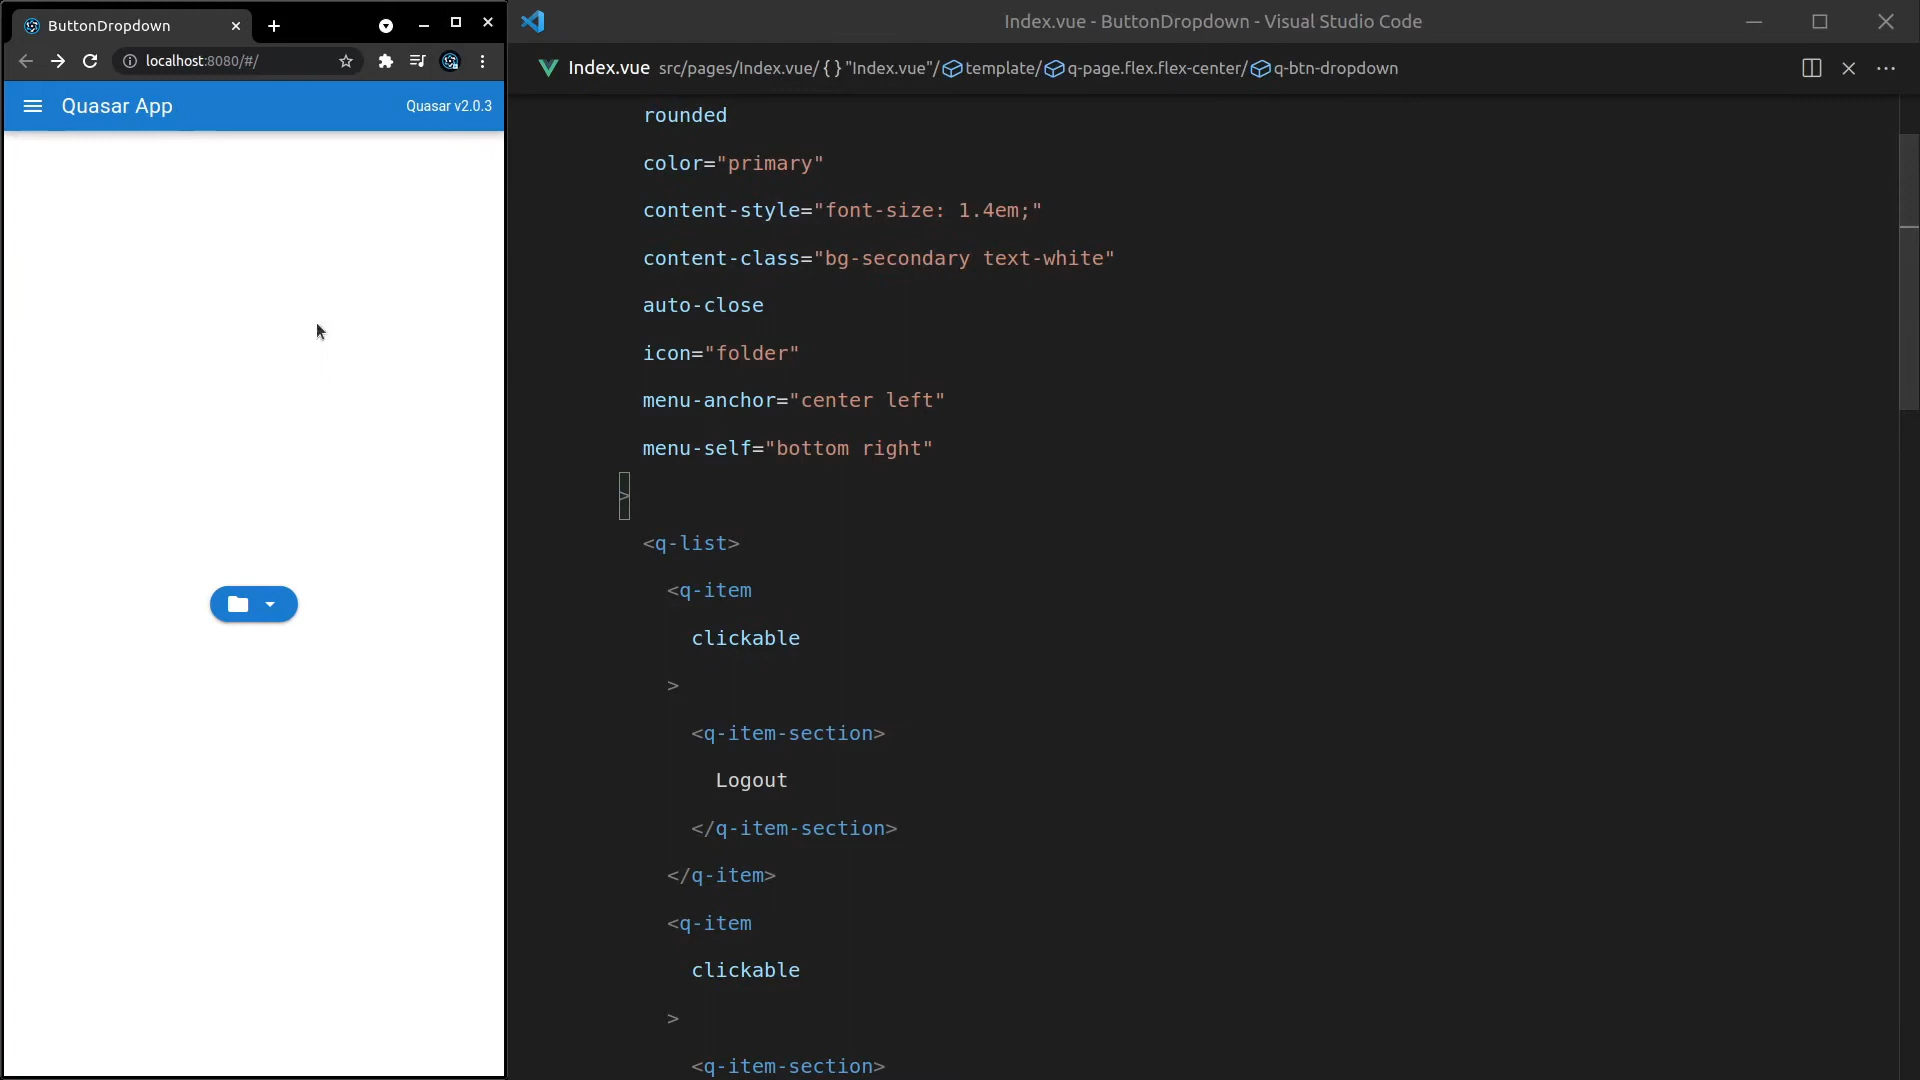 ButtonDropdown
localhost:8080/#/
Quasar App
Quasar v2.0.3
Index.vue - ButtonDropdown - Visual Studio Code
Index.vue src/pages/Index.vue/{}"Index.vue"/template/q-page.flex.flex-center/q-btn-dropdown
rounded
color="primary"
content-style="font-size: 1.4em;"
content-class="bg-secondary text-white"
auto-close
icon="folder"
menu-anchor="center left"
menu-self="bottom right"
>
<q-list>
<q-item
clickable
>
<q-item-section>
Logout
</q-item-section>
</q-item>
<q-item
clickable
>
<q-item-section>